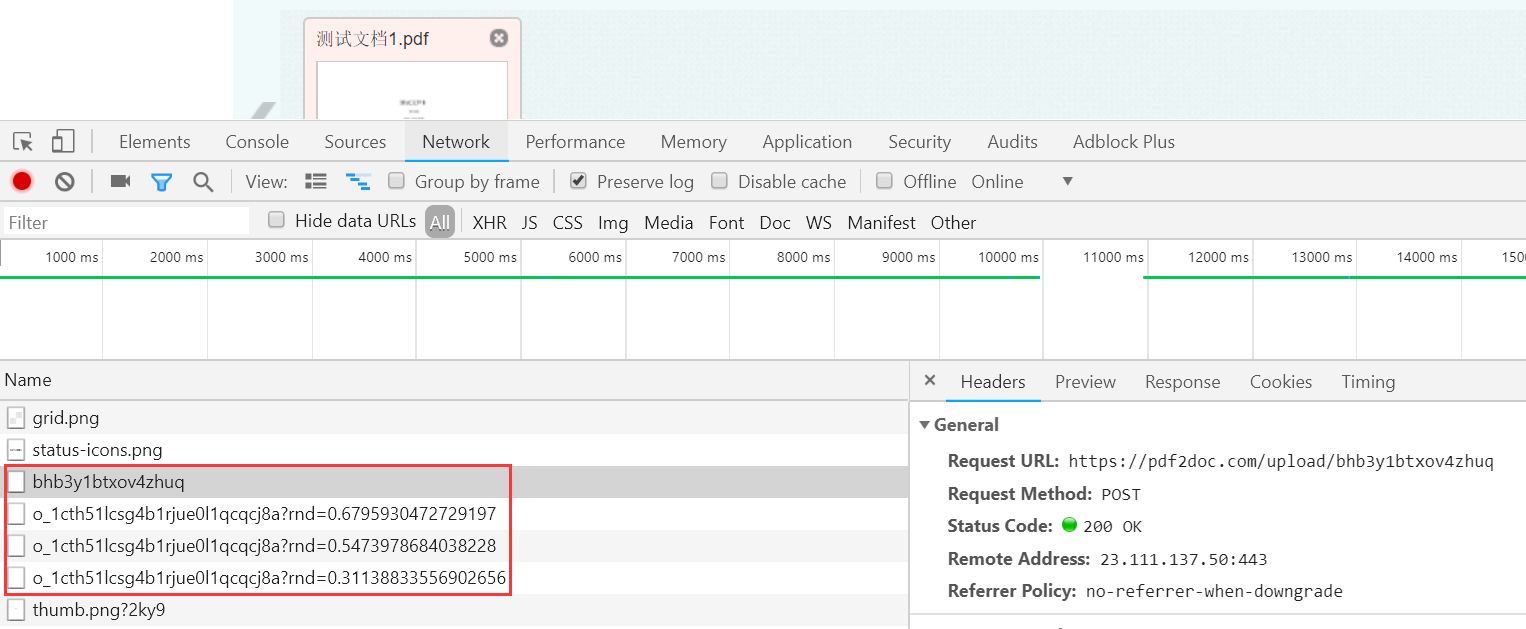 测试文档1.pdf
Elements Console Sources Network Performance Memory Application Security Audits Adblock Plus
View: Group by frame Preserve log Disable cache Offline Online
Filter Hide data URLs All XHR JS CSS Img Media Font Doc WS Manifest Other
1000 ms 2000 ms 3000 ms 4000 ms 5000 ms 6000 ms 7000 ms 8000 ms 9000 ms 10000 ms 11000 ms 12000 ms 13000 ms 14000 ms 150
Name
Headers Preview Response Cookies Timing
grid.png
status-icons.png
bhb3y1btxov4zhuq
o_1cth51lcsg4b1rjue0l1qcqcj8a?rnd=0.6795930472729197
o_1cth51lcsg4b1rjue0l1qcqcj8a?rnd=0.5473978684038228
o_1cth51lcsg4b1rjue0l1qcqcj8a?rnd=0.31138833556902656
thumb.png?2ky9
General
Request URL: https://pdf2doc.com/upload/bhb3y1btxov4zhuq
Request Method: POST
Status Code: 200 OK
Remote Address: 23.111.137.50:443
Referrer Policy: no-referrer-when-downgrade